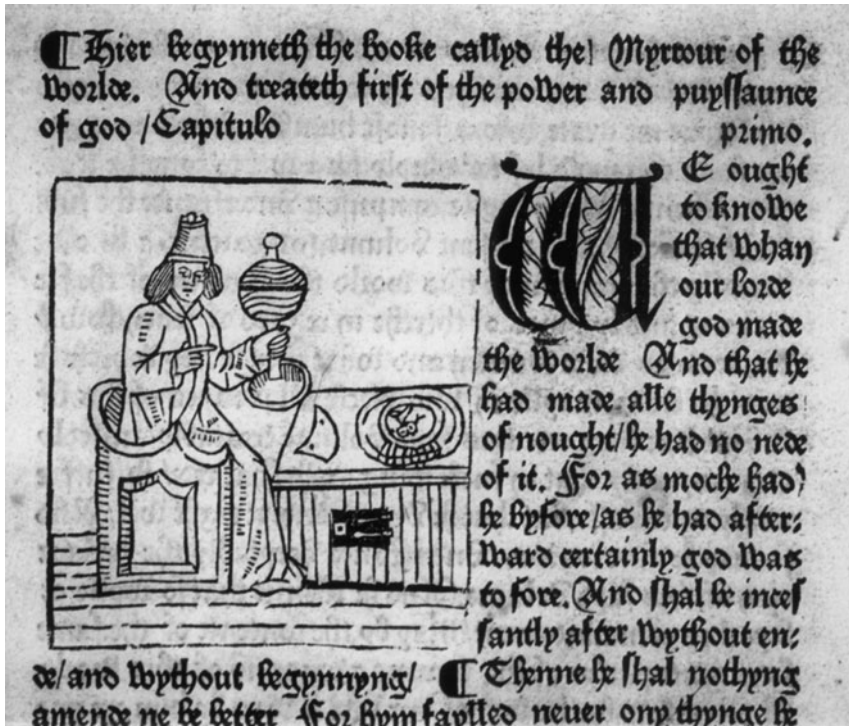 ¶ Hier begynneth the booke callyd the Myrrour of the
worlde. And treateth first of the power and puyssaunce
of god / Capitulo primo.
WE ought
to knowe
that whan
our lorde
god made
the worlde And that he
had made alle thynges
of nought/he had no nede
of it. For as moche had
he byfore/as he had after:
ward certainly god was
to fore. And shal be inces
santly after wythout en:
de/and wythout begynnyng/ ¶ Thenne he shal nothyng
amende ne be better For hym faylled neuer ony thynge he